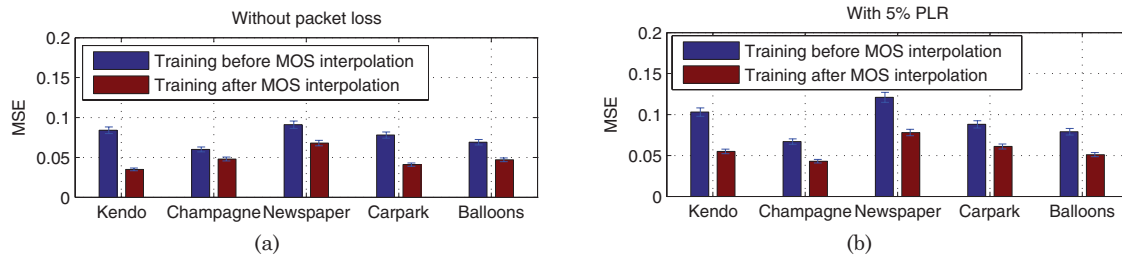 Without packet loss
0.2
0.15
0.1
0.05
0
MSE
Training before MOS interpolation
Training after MOS interpolation
Kendo Champagne Newspaper Carpark Balloons
(a)
With 5% PLR
0.2
0.15
0.1
0.05
0
MSE
Training before MOS interpolation
Training after MOS interpolation
Kendo Champagne Newspaper Carpark Balloons
(b)